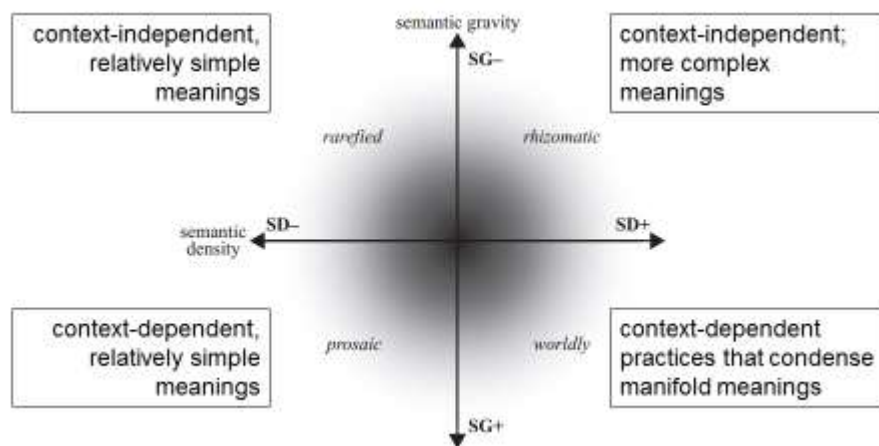 context-independent,
relatively simple
meanings
semantic gravity
SG–
context-independent;
more complex
meanings
rarefied
rhizomatic
SD–
SD+
semantic
density
context-dependent,
relatively simple
meanings
prosaic
worldly
context-dependent
practices that condense
manifold meanings
SG+